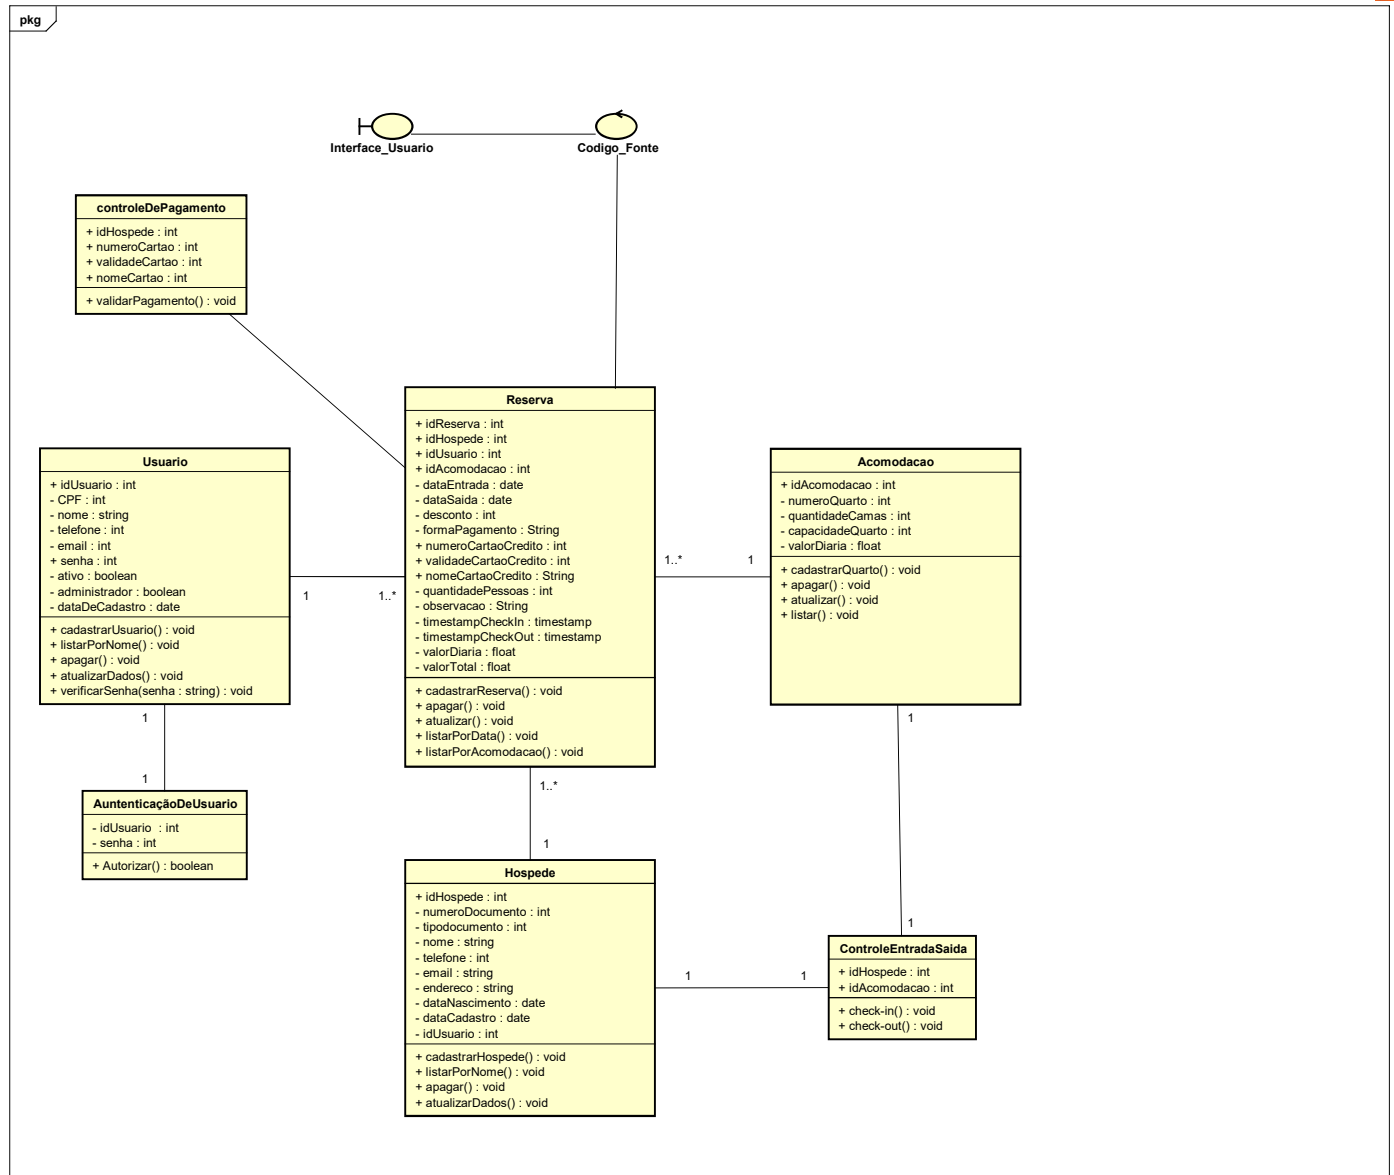 pkg
Interface_Usuario
Codigo_Fonte
controleDePagamento
+ idHospede : int
+ numeroCartao : int
+ validadeCartao : int
+ nomeCartao : int
+ validarPagamento() : void
Reserva
+ idReserva : int
+ idHospede : int
+ idUsuario : int
+ idAcomodacao : int
- dataEntrada : date
- dataSaida : date
- desconto : int
- formaPagamento : String
+ numeroCartaoCredito : int
+ validadeCartaoCredito : int
+ nomeCartaoCredito : String
- quantidadePessoas : int
- observacao : String
- timestampCheckIn : timestamp
- timestampCheckOut : timestamp
- valorDiaria : float
- valorTotal : float
+ cadastrarReserva() : void
+ apagar() : void
+ atualizar() : void
+ listarPorData() : void
+ listarPorAcomodacao() : void
Usuario
+ idUsuario : int
- CPF : int
- nome : string
- telefone : int
- email : int
+ senha : int
- ativo : boolean
- administrador : boolean
- dataDeCadastro : date
+ cadastrarUsuario() : void
+ listarPorNome() : void
+ apagar() : void
+ atualizarDados() : void
+ verificarSenha(senha : string) : void
1
1..*
Acomodacao
+ idAcomodacao : int
- numeroQuarto : int
- quantidadeCamas : int
- capacidadeQuarto : int
- valorDiaria : float
+ cadastrarQuarto() : void
+ apagar() : void
+ atualizar() : void
+ listar() : void
1..*
1
1
1
AuntenticaçãoDeUsuario
- idUsuario : int
- senha : int
+ Autorizar() : boolean
1..*
1
Hospede
+ idHospede : int
- numeroDocumento : int
- tipodocumento : int
- nome : string
- telefone : int
- email : string
- endereco : string
- dataNascimento : date
- dataCadastro : date
- idUsuario : int
+ cadastrarHospede() : void
+ listarPorNome() : void
+ apagar() : void
+ atualizarDados() : void
1
1
1
1
ControleEntradaSaida
+ idHospede : int
+ idAcomodacao : int
+ check-in() : void
+ check-out() : void